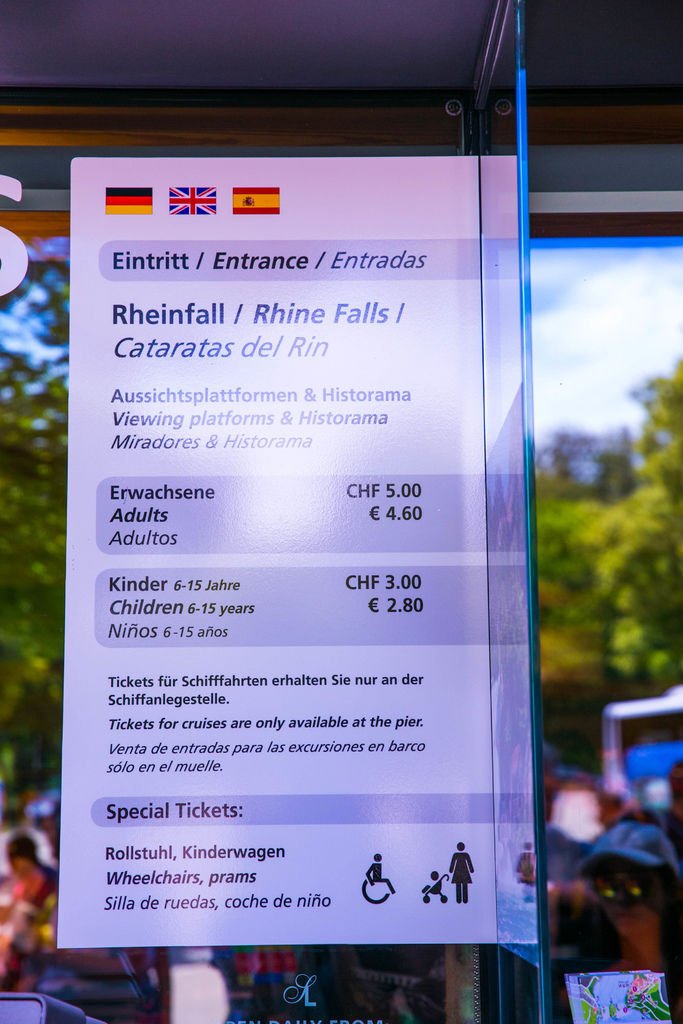 S
Eintritt / Entrance / Entradas
Rheinfall / Rhine Falls /
Cataratas del Rin
Aussichtsplattformen & Historama
Viewing platforms & Historama
Miradores & Historama
Erwachsene CHF 5.00
Adults € 4.60
Adultos
Kinder 6-15 Jahre CHF 3.00
Children 6-15 years € 2.80
Niños 6-15 años
Tickets für Schifffahrten erhalten Sie nur an der
Schiffanlegestelle.
Tickets for cruises are only available at the pier.
Venta de entradas para las excursiones en barco
sólo en el muelle.
Special Tickets:
Rollstuhl, Kinderwagen
Wheelchairs, prams
Silla de ruedas, coche de niño
DAILY FROM: